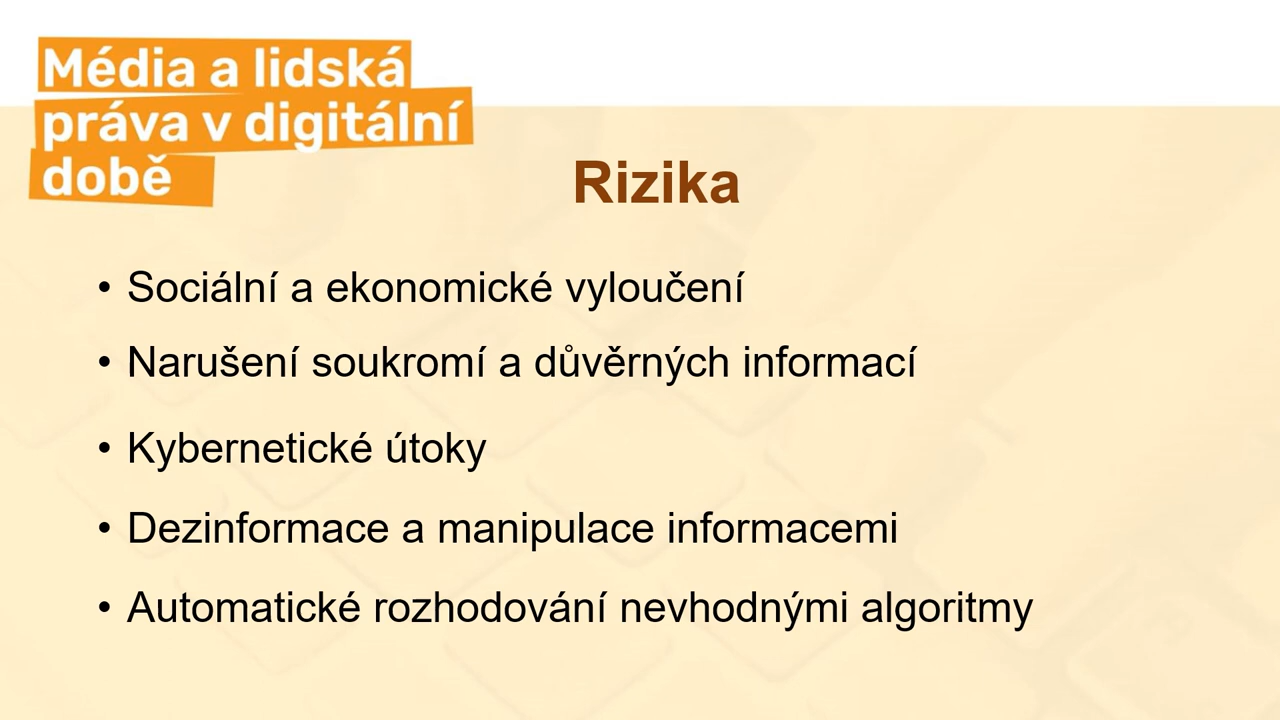 Média a lidská
práva v digitální
době
Rizika
• Sociální a ekonomické vyloučení
• Narušení soukromí a důvěrných informací
• Kybernetické útoky
• Dezinformace a manipulace informacemi
• Automatické rozhodování nevhodnými algoritmy